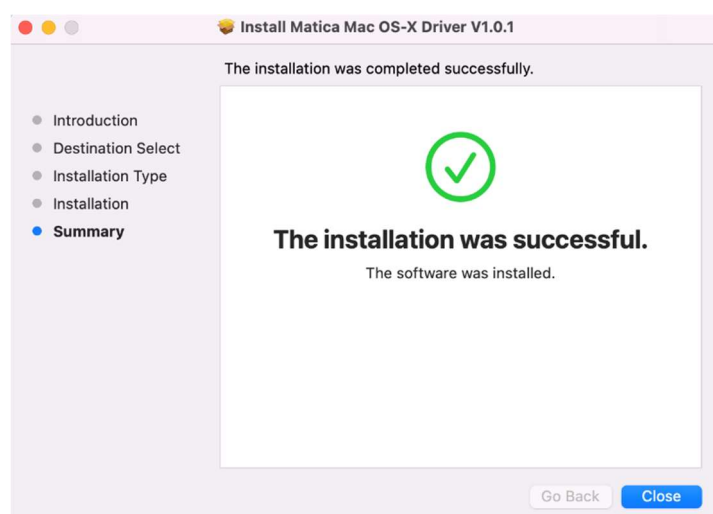 Install Matica Mac OS-X Driver V1.0.1
The installation was completed successfully.
Introduction
Destination Select
Installation Type
Installation
Summary
The installation was successful.
The software was installed.
Go Back
Close